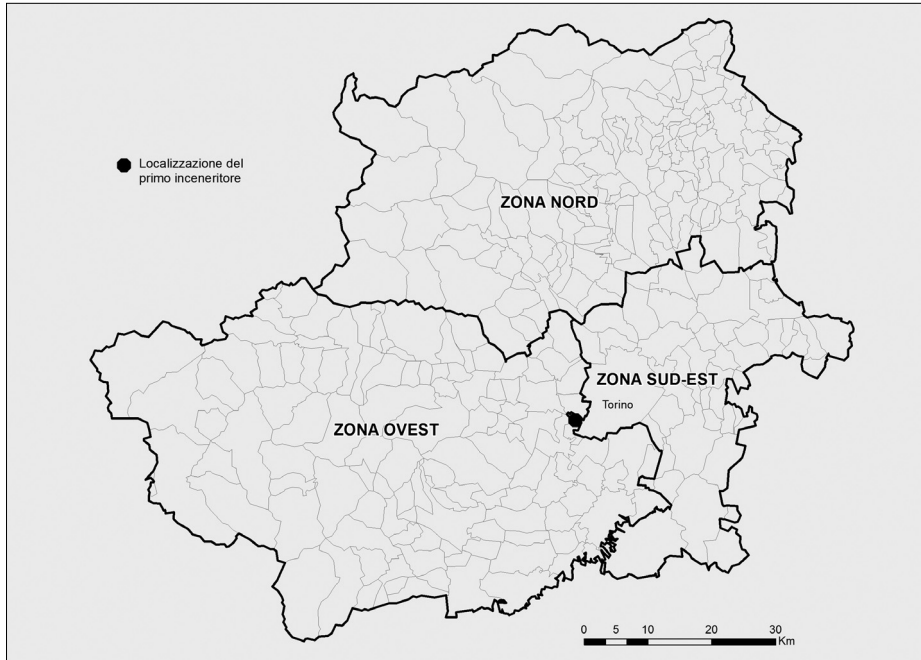 Localizzazione del
primo inceneritore
ZONA NORD
ZONA SUD-EST
Torino
ZONA OVEST
0 5 10 20 30
Km